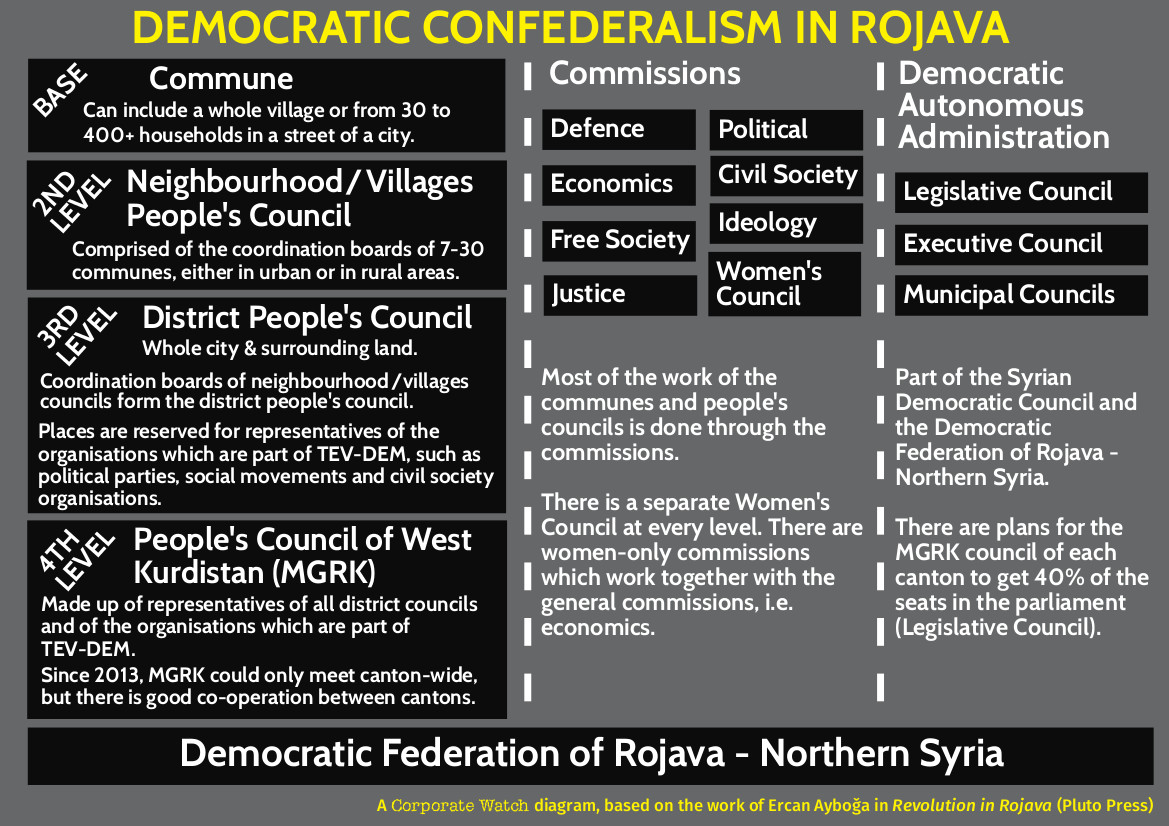 DEMOCRATIC CONFEDERALISM IN ROJAVA
BASE
Commune
Can include a whole village or from 30 to
400+ households in a street of a city.
2ND
LEVEL
Neighbourhood / Villages
People's Council
Comprised of the coordination boards of 7-30
communes, either in urban or in rural areas.
3RD
LEVEL
District People's Council
Whole city & surrounding land.
Coordination boards of neighbourhood / villages
councils form the district people's council.
Places are reserved for representatives of the
organisations which are part of TEV-DEM, such as
political parties, social movements and civil society
organisations.
4TH
LEVEL
People's Council of West
Kurdistan (MGRK)
Made up of representatives of all district councils
and of the organisations which are part of
TEV-DEM.
Since 2013, MGRK could only meet canton-wide,
but there is good co-operation between cantons.
Commissions
Defence
Economics
Free Society
Justice
Political
Civil Society
Ideology
Women's
Council
Most of the work of the
communes and people's
councils is done through the
commissions.
There is a separate Women's
Council at every level. There are
women-only commissions
which work together with the
general commissions, i.e.
economics.
Democratic
Autonomous
Administration
Legislative Council
Executive Council
Municipal Councils
Part of the Syrian
Democratic Council and
the Democratic
Federation of Rojava -
Northern Syria.
There are plans for the
MGRK council of each
canton to get 40% of the
seats in the parliament
(Legislative Council).
Democratic Federation of Rojava - Northern Syria
A Corporate Watch diagram, based on the work of Ercan Ayboğa in Revolution in Rojava (Pluto Press)